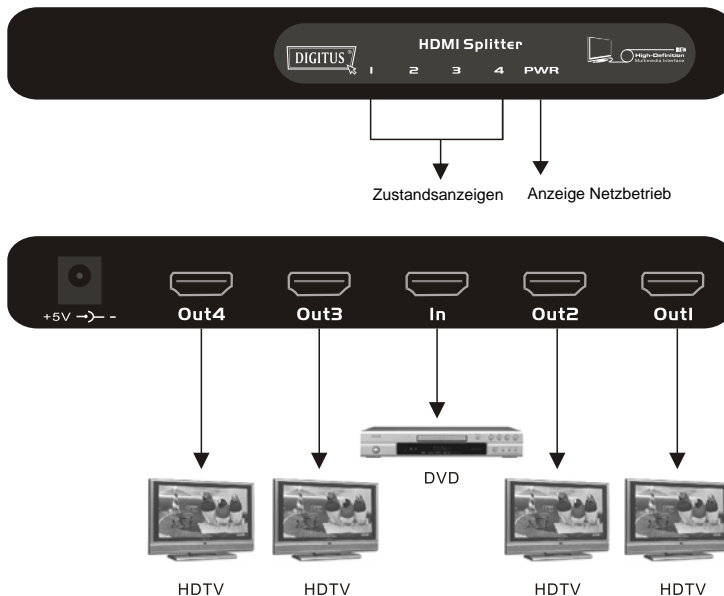 HDMI Splitter
DIGITUS®
High-Definition
Multimedia Interface
1 2 3 4 PWR
Zustandsanzeigen Anzeige Netzbetrieb
+5V
Out4 Out3 In Out2 Out1
DVD
HDTV HDTV HDTV HDTV